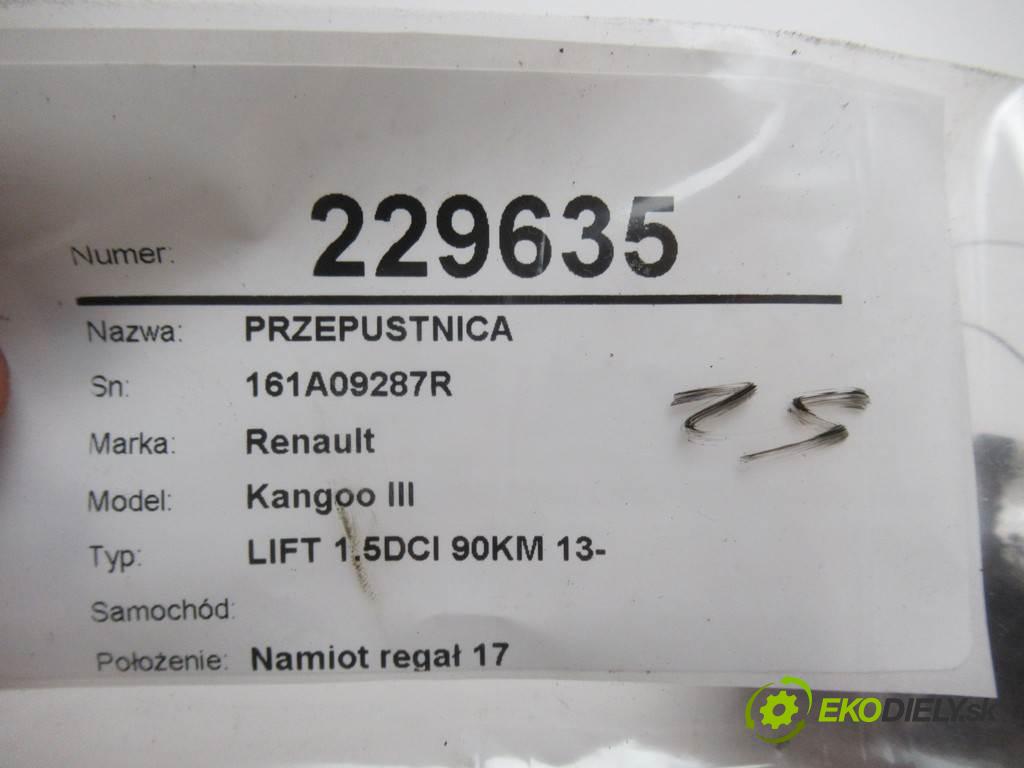 Numer: 229635
Nazwa: PRZEPUSTNICA
Sn: 161A09287R
Marka: Renault
Model: Kangoo III
Typ: LIFT 1.5DCI 90KM 13-
Samochód:
Położenie: Namiot regał 17
EKODIELY.sk